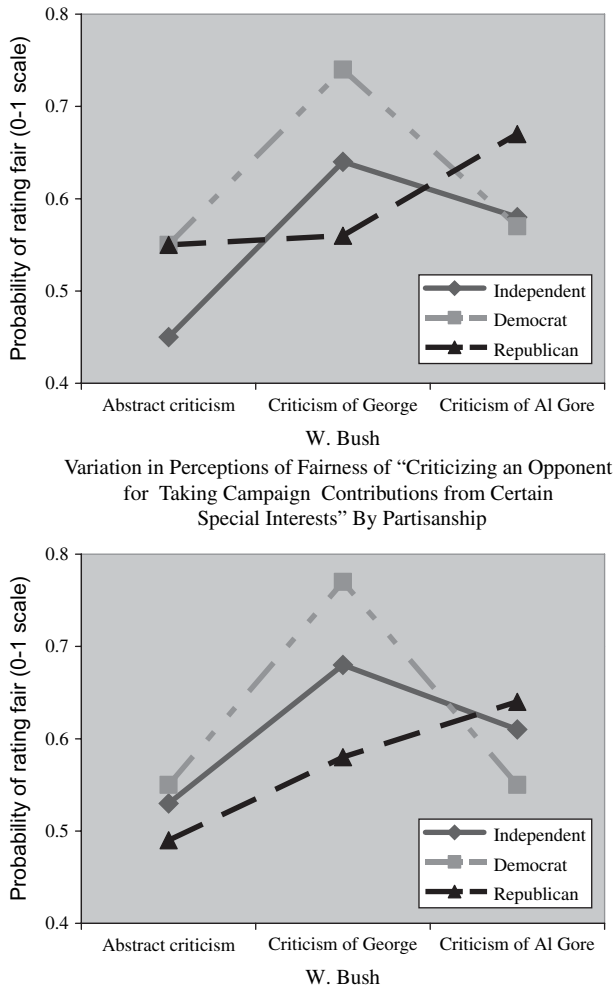 0.8
0.7
0.6
0.5
0.4
Probability of rating fair (0-1 scale)
Independent
Democrat
Republican
Abstract criticism
Criticism of George
Criticism of Al Gore
W. Bush
Variation in Perceptions of Fairness of “Criticizing an Opponent
for Taking Campaign Contributions from Certain
Special Interests” By Partisanship
0.8
0.7
0.6
0.5
0.4
Probability of rating fair (0-1 scale)
Independent
Democrat
Republican
Abstract criticism
Criticism of George
Criticism of Al Gore
W. Bush